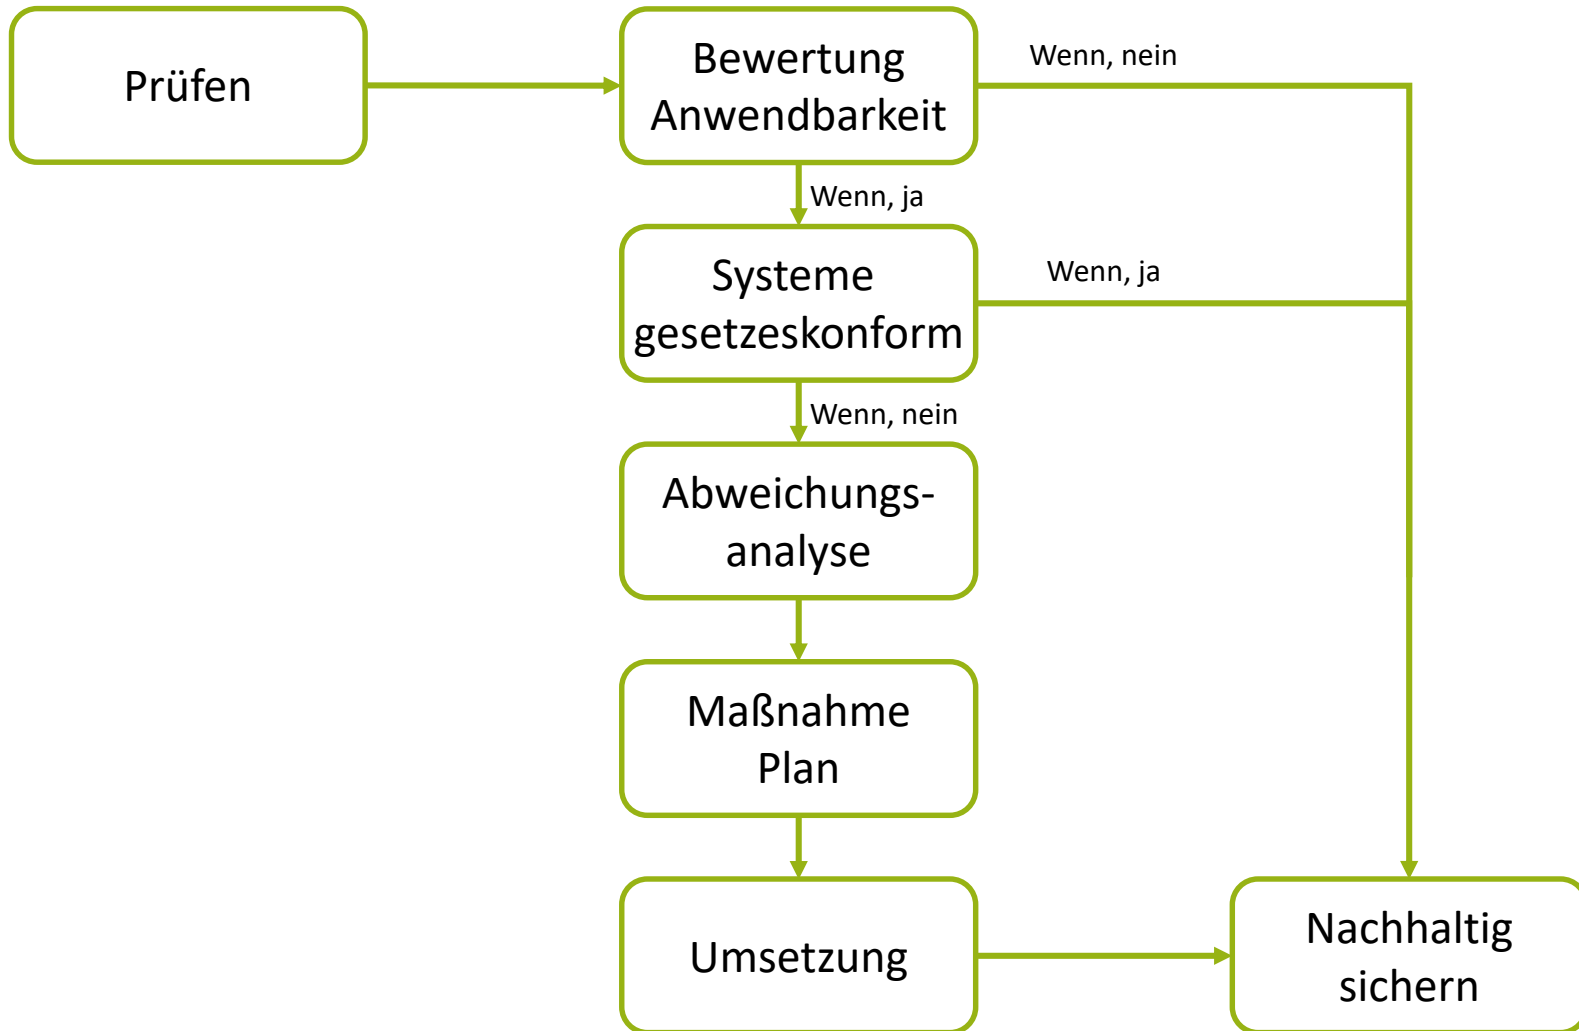 Prüfen
Bewertung
Anwendbarkeit
Wenn, nein
Wenn, ja
Systeme
gesetzeskonform
Wenn, ja
Wenn, nein
Abweichungs-
analyse
Maßnahme
Plan
Umsetzung
Nachhaltig
sichern